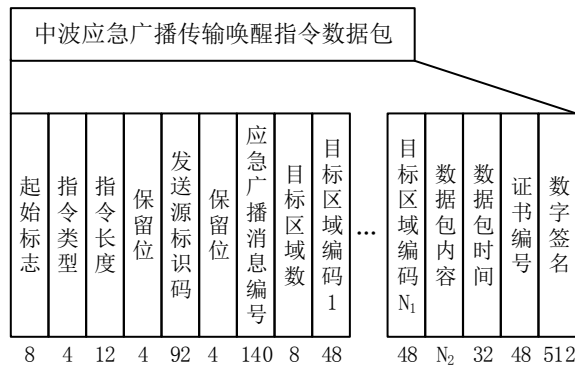 中波应急广播传输唤醒指令数据包
起始标志
指令类型
指令长度
保留位
发送源标识码
保留位
应急广播消息编号
目标区域数
目标区域编码1
...
目标区域编码N₁
数据包内容
数据包时间
证书编号
数字签名
8 4 12 4 92 4 140 8 48 48 N₂ 32 48 512